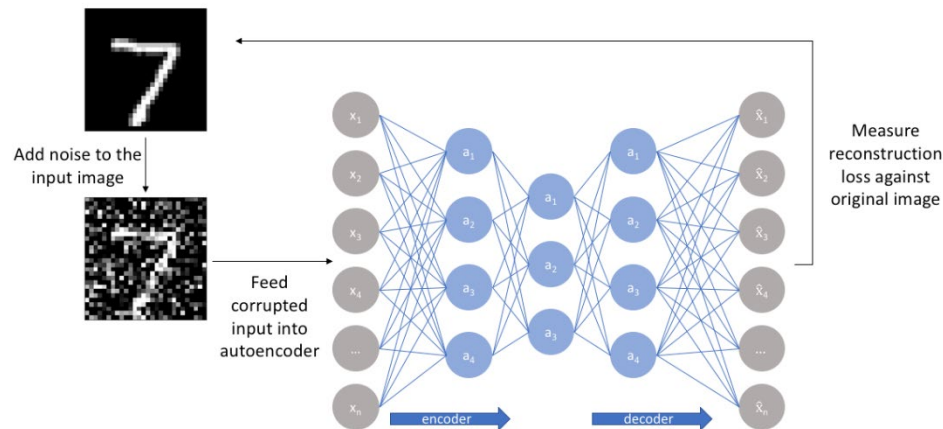 Add noise to the
input image
Feed
corrupted
input into
autoencoder
x₁
x₂
x₃
x₄
...
xₙ
a₁
a₂
a₃
a₄
a₁
a₂
a₃
a₁
a₂
a₃
a₄
x̂₁
x̂₂
x̂₃
x̂₄
...
x̂ₙ
encoder
decoder
Measure
reconstruction
loss against
original image
7
7